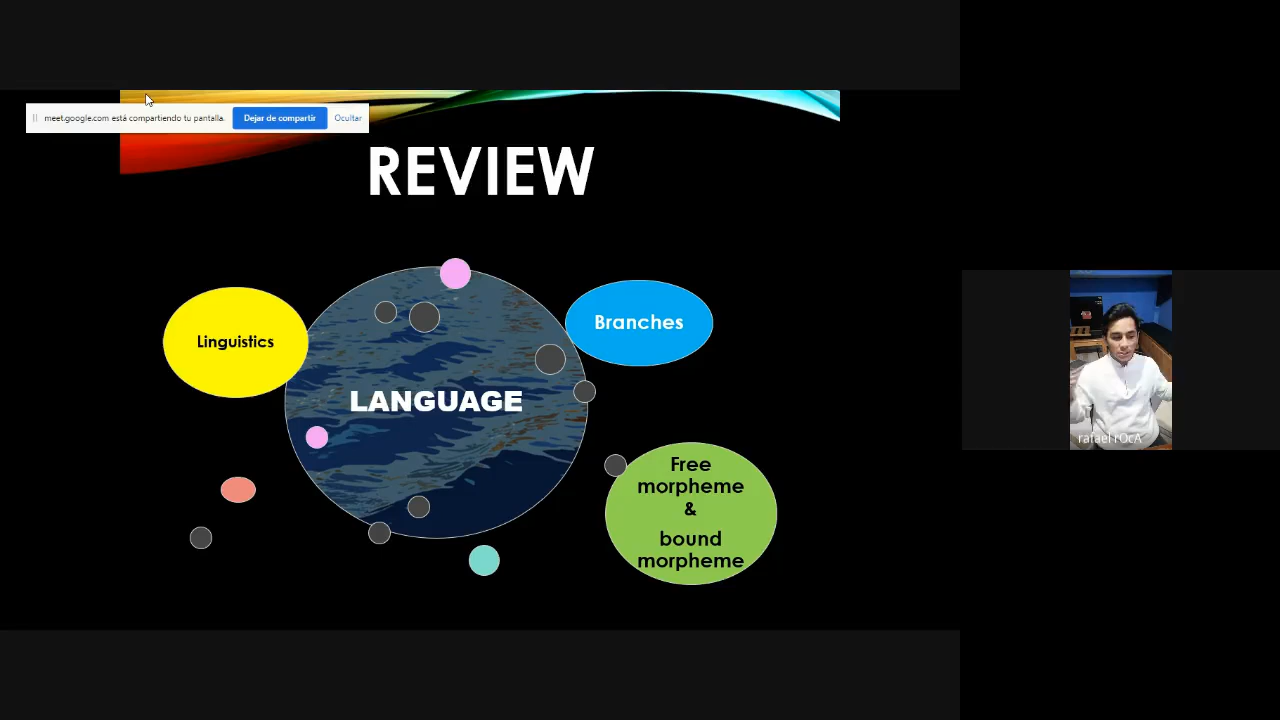 meet.google.com está compartiendo tu pantalla.
Dejar de compartir
Ocultar
REVIEW
Linguistics
Branches
LANGUAGE
Free
morpheme
&
bound
morpheme
rafael rOcA